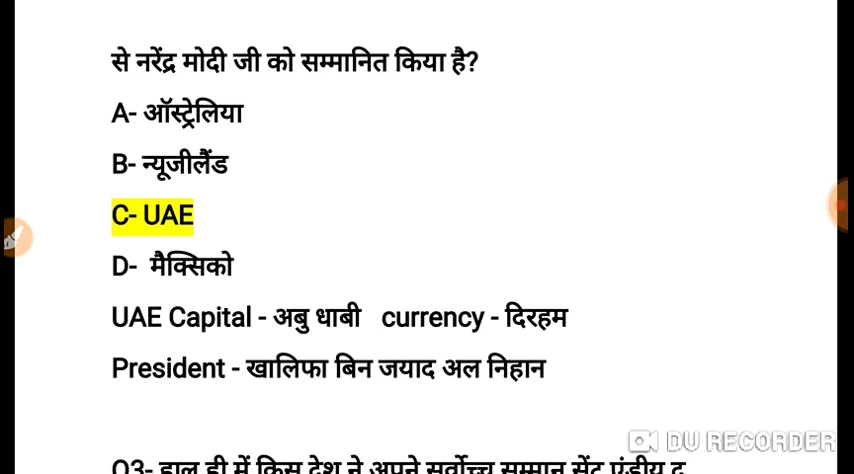 से नरेंद्र मोदी जी को सम्मानित किया है?
A- ऑस्ट्रेलिया
B- न्यूजीलैंड
C- UAE
D- मैक्सिको
UAE Capital - अबु धाबी currency - दिरहम
President - खालिफा बिन जयाद अल निहान
DU RECORDER
Q3- हाल ही में किस देश ने अपने सर्वोच्च सम्मान सेंट एंड्रीय द